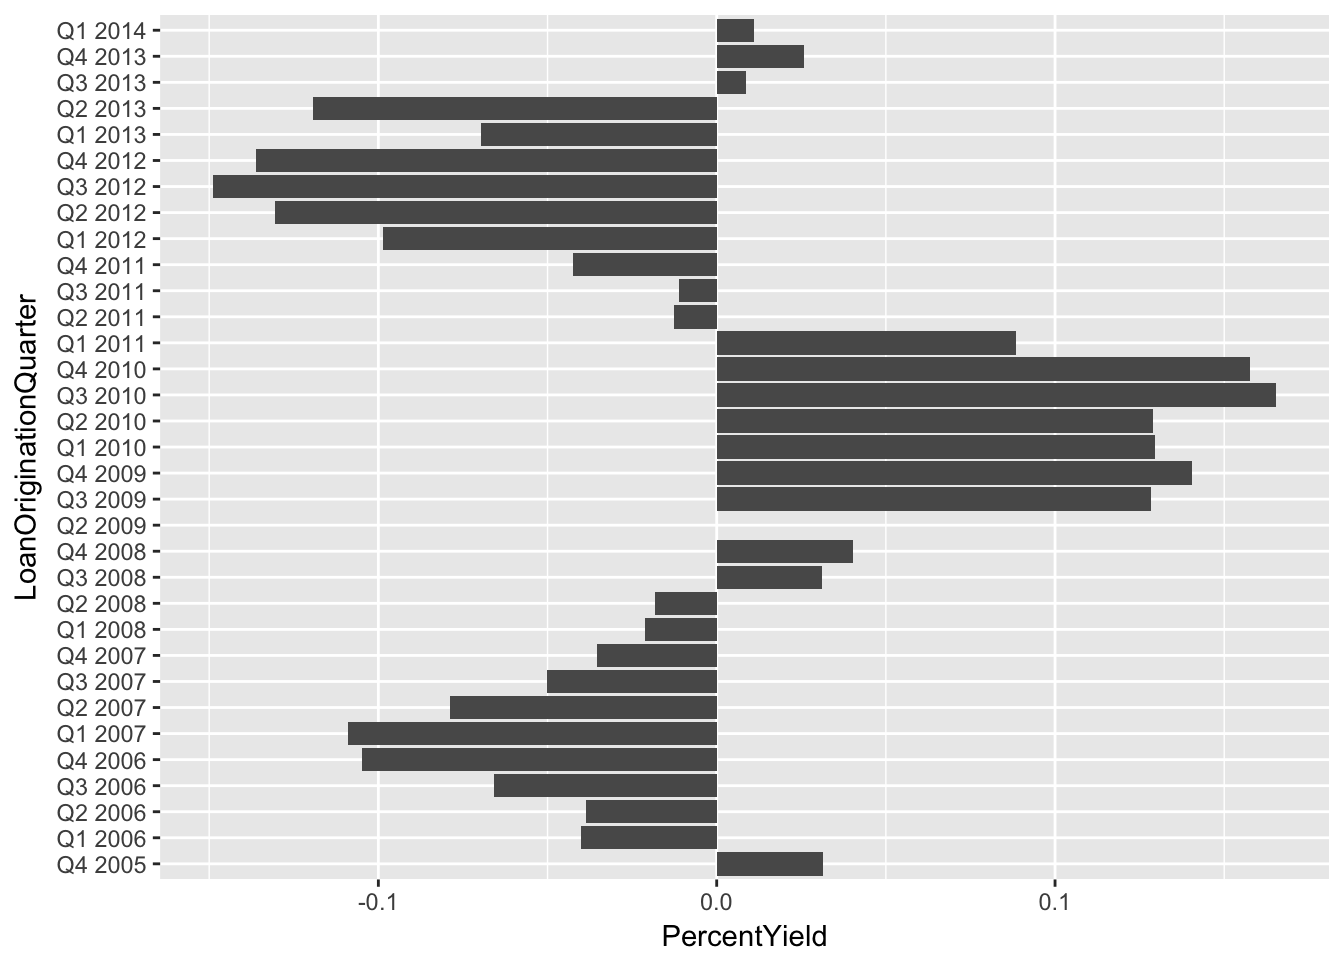 Q1 2014
Q4 2013
Q3 2013
Q2 2013
Q1 2013
Q4 2012
Q3 2012
Q2 2012
Q1 2012
Q4 2011
Q3 2011
Q2 2011
Q1 2011
Q4 2010
Q3 2010
Q2 2010
Q1 2010
Q4 2009
Q3 2009
Q2 2009
Q4 2008
Q3 2008
Q2 2008
Q1 2008
Q4 2007
Q3 2007
Q2 2007
Q1 2007
Q4 2006
Q3 2006
Q2 2006
Q1 2006
Q4 2005
LoanOriginationQuarter
-0.1 0.0 0.1
PercentYield